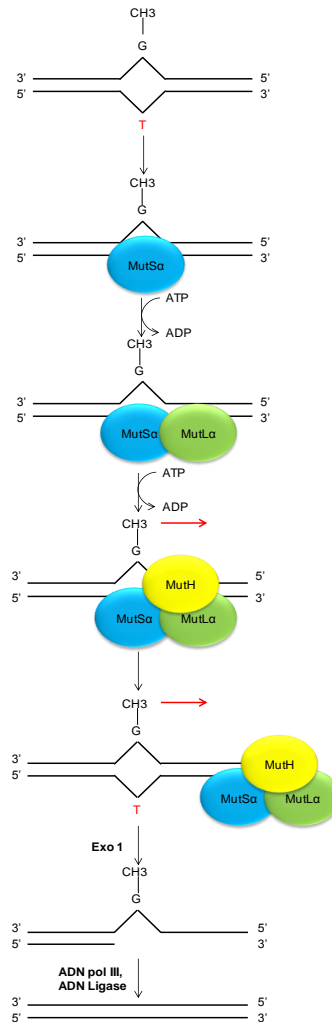 CH3
G
3' 5'
5' 3'
T
CH3
G
3' 5'
5' 3'
MutSα
ATP
ADP
CH3
G
3' 5'
5' 3'
MutSα MutLα
ATP
ADP
CH3
G
MutH
3' 5'
5' 3'
MutSα MutLα
CH3
G
3'
5'
MutH
MutSα MutLα
T
Exo 1
CH3
G
3' 5'
5' 3'
ADN pol III,
ADN Ligase
3' 5'
5' 3'